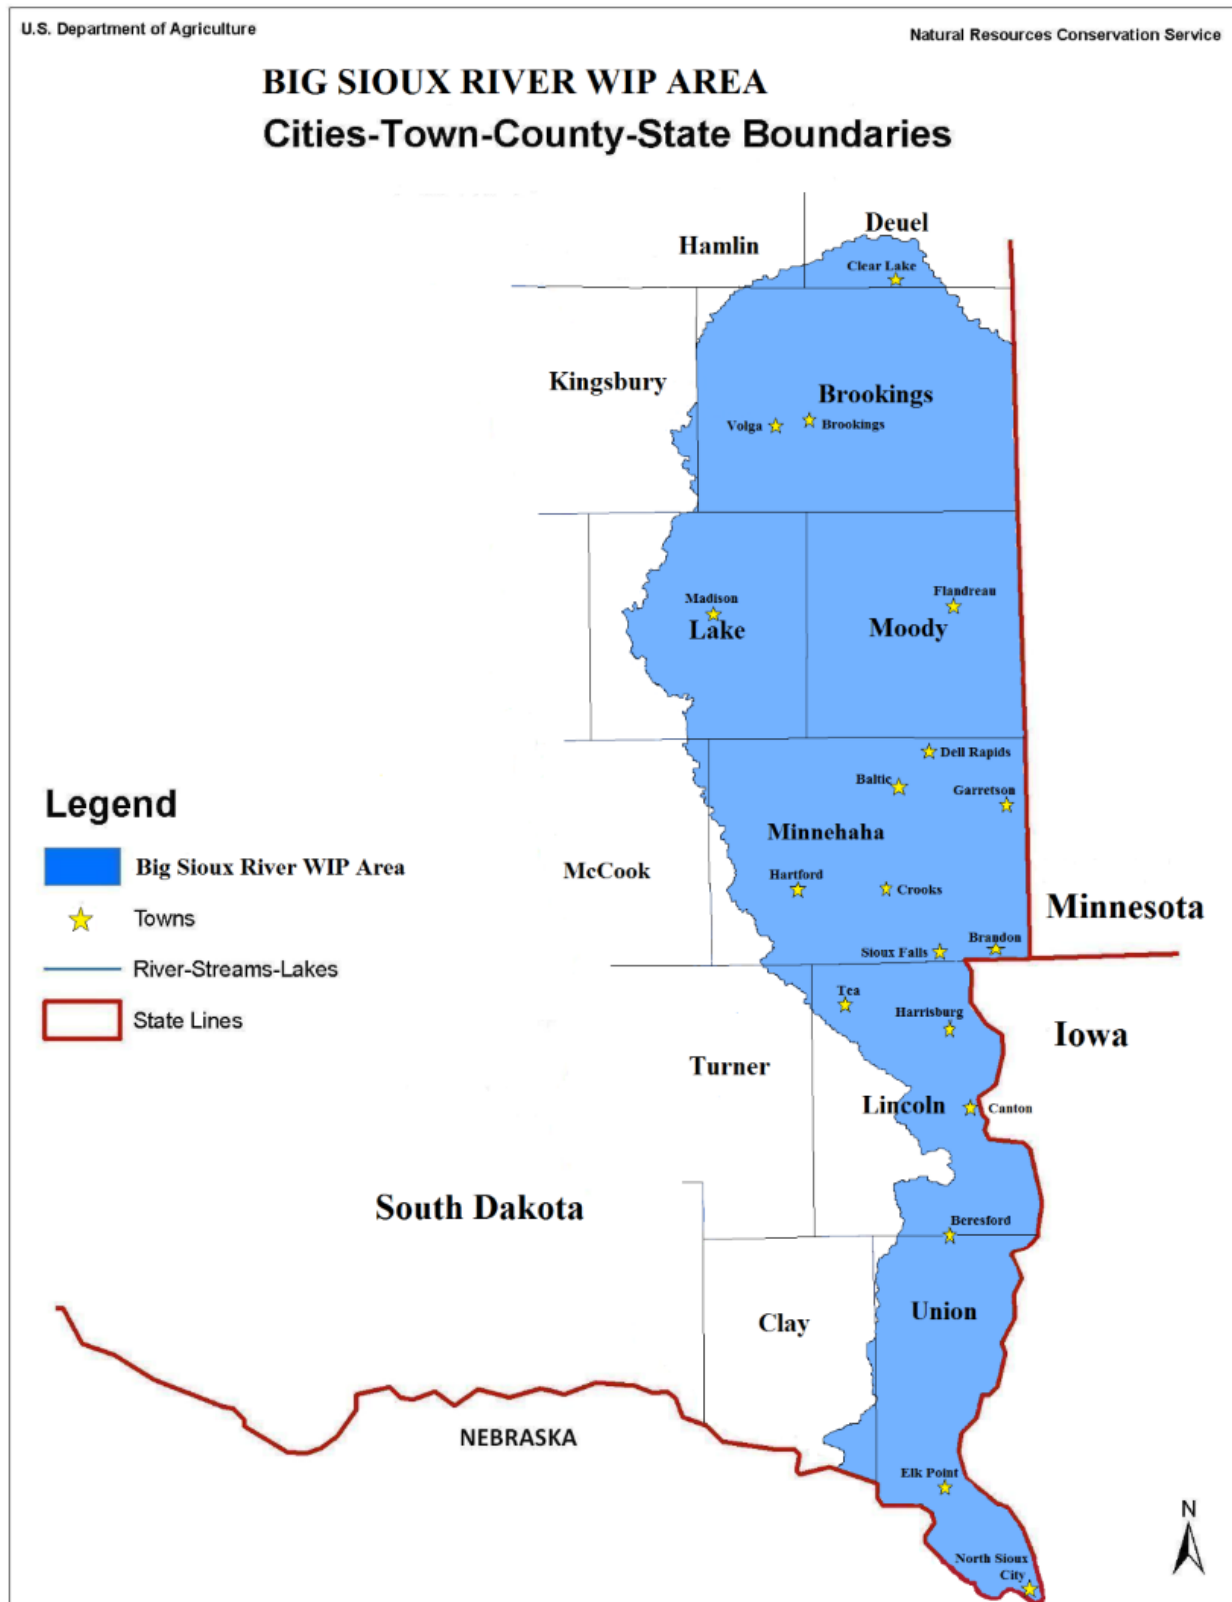 U.S. Department of Agriculture
Natural Resources Conservation Service
BIG SIOUX RIVER WIP AREA
Cities-Town-County-State Boundaries
Deuel
Hamlin
Clear Lake
Kingsbury
Brookings
Volga
Brookings
Flandreau
Madison
Lake
Moody
Dell Rapids
Baltic
Garretson
Legend
Minnehaha
Big Sioux River WIP Area
McCook
Hartford
Crooks
Minnesota
Towns
Brandon
Sioux Falls
River-Streams-Lakes
Tea
Harrisburg
State Lines
Iowa
Turner
Lincoln
Canton
South Dakota
Beresford
Union
Clay
NEBRASKA
Elk Point
N
North Sioux
City